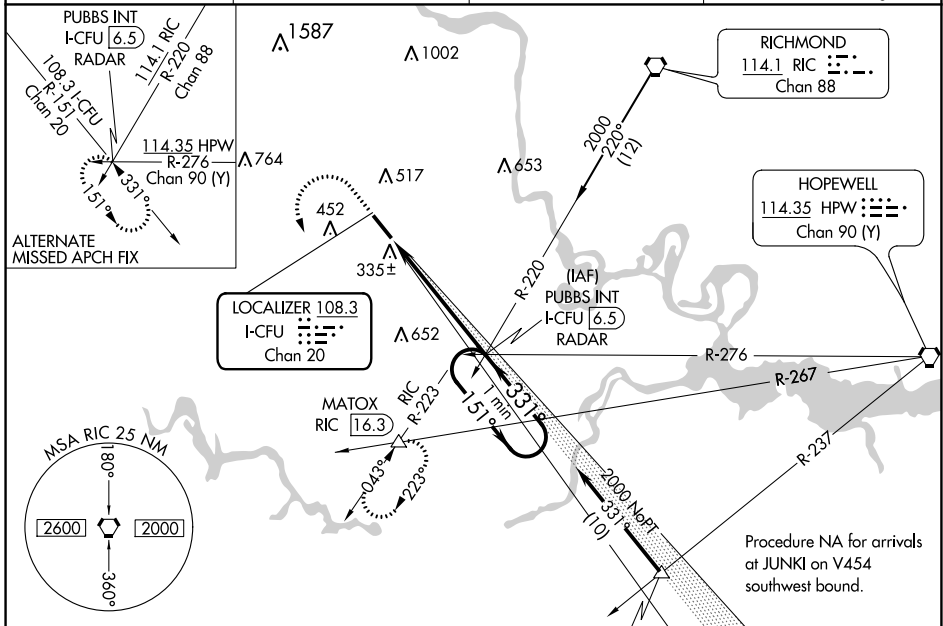 PUBBS INT
I-CFU 6.5
RADAR
108.3 I-CFU
R-151
Chan 20
114.1 RIC
R-220
Chan 88
114.35 HPW
R-276
Chan 90 (Y)
151°
331°
ALTERNATE
MISSED APCH FIX
1587
1002
764
517
653
452
335±
652
RICHMOND
114.1 RIC
Chan 88
2000
220°
(12)
HOPEWELL
114.35 HPW
Chan 90 (Y)
R-220
(IAF)
PUBBS INT
I-CFU 6.5
RADAR
LOCALIZER 108.3
I-CFU
Chan 20
R-276
R-267
R-237
RIC
R-223
MATOX
RIC 16.3
043°
223°
1 min
151°
331°
2000 NoPT
331°
(10)
MSA RIC 25 NM
180°
2600
2000
360°
Procedure NA for arrivals
at JUNKI on V454
southwest bound.